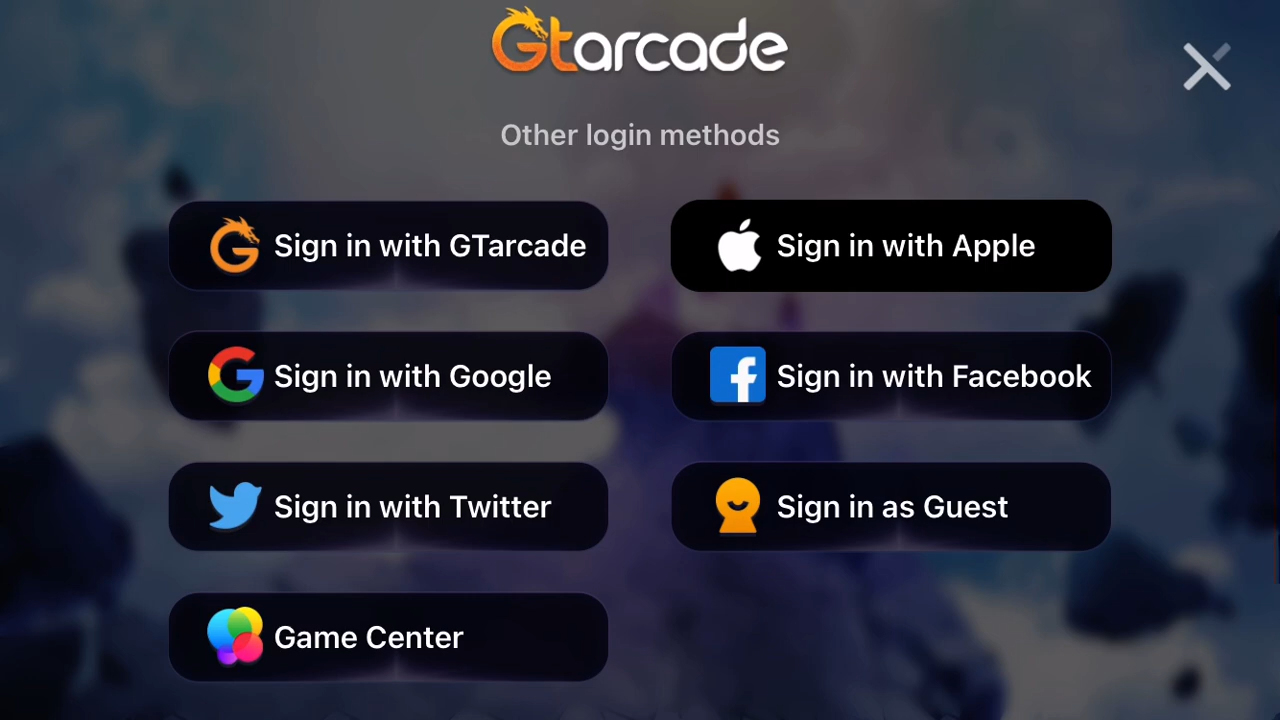 Gtarcade
Other login methods
Sign in with GTarcade
Sign in with Apple
Sign in with Google
Sign in with Facebook
Sign in with Twitter
Sign in as Guest
Game Center